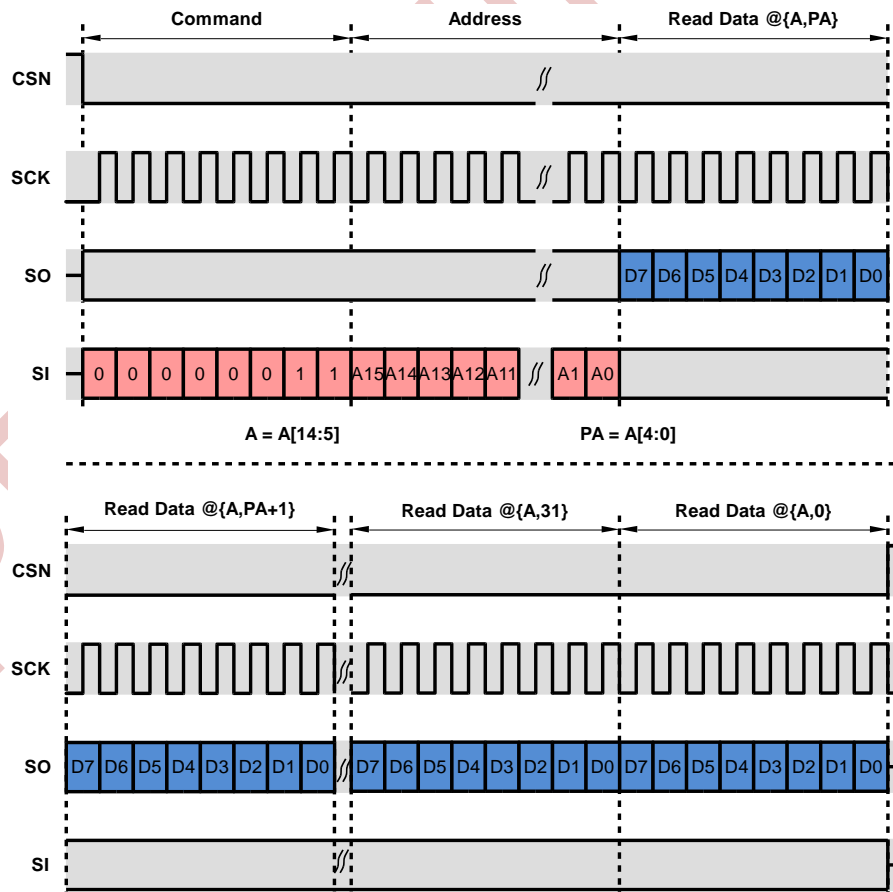 Command Address Read Data @{A,PA}
CSN
SCK
SO D7 D6 D5 D4 D3 D2 D1 D0
SI 0 0 0 0 0 0 1 1 A15 A14 A13 A12 A11 A1 A0
A = A[14:5] PA = A[4:0]
Read Data @{A,PA+1} Read Data @{A,31} Read Data @{A,0}
CSN
SCK
SO D7 D6 D5 D4 D3 D2 D1 D0 D7 D6 D5 D4 D3 D2 D1 D0 D7 D6 D5 D4 D3 D2 D1 D0
SI